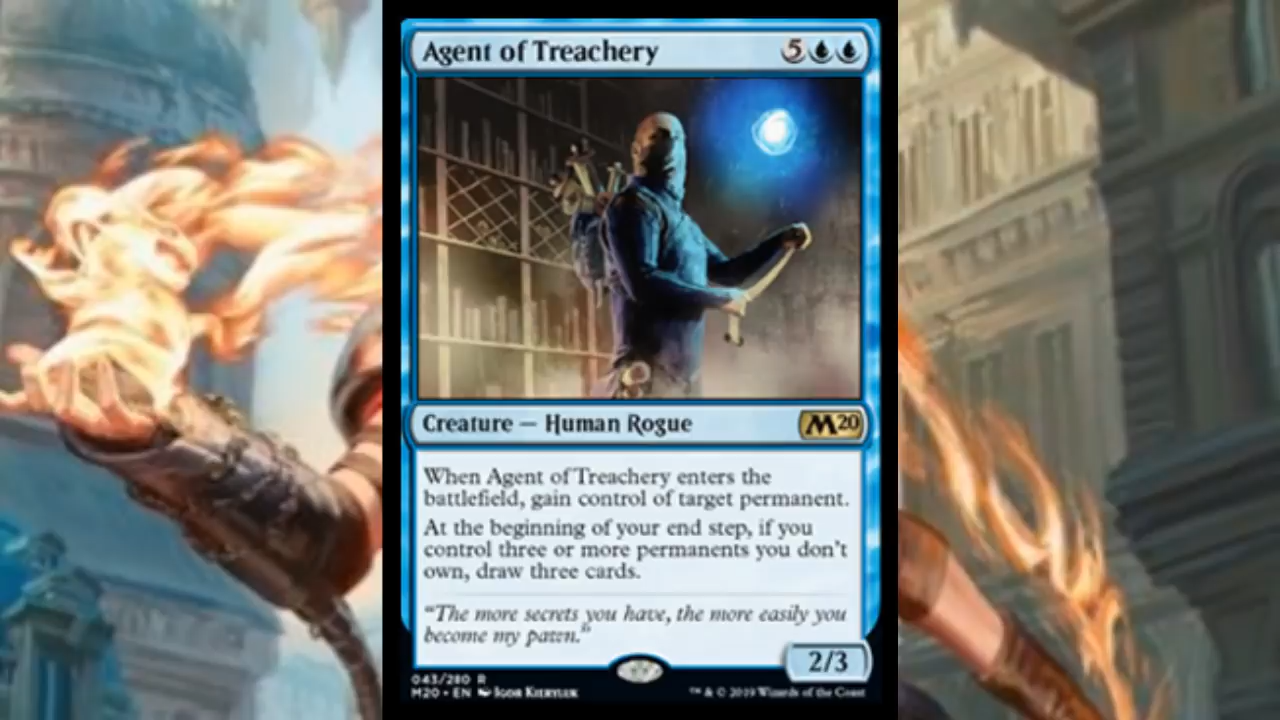 Agent of Treachery 5
Creature — Human Rogue M20
When Agent of Treachery enters the
battlefield, gain control of target permanent.
At the beginning of your end step, if you
control three or more permanents you don't
own, draw three cards.
"The more secrets you have, the more easily you
become my pawn."
2/3
043/280 R
M20 • EN Igor Kieryluk
™ & © 2019 Wizards of the Coast